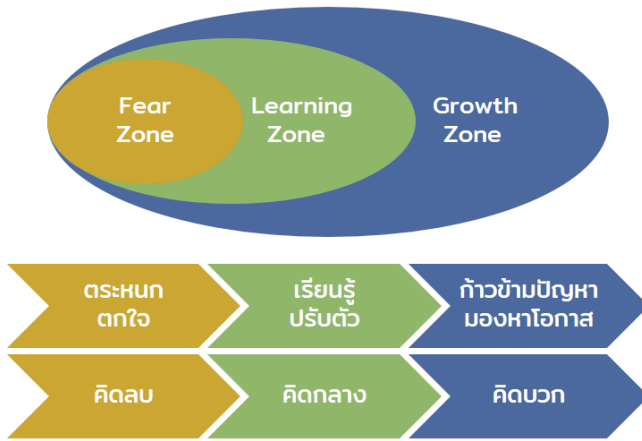 Fear
Zone
Learning
Zone
Growth
Zone
ตระหนก
ตกใจ
เรียนรู้
ปรับตัว
ก้าวข้ามปัญหา
มองหาโอกาส
คิดลบ
คิดกลาง
คิดบวก